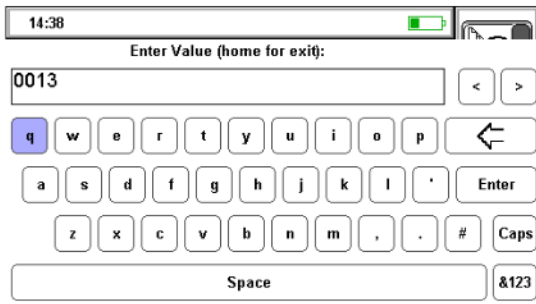 14:38
Enter Value (home for exit):
0013
< >
q w e r t y u i o p
a s d f g h j k l ' Enter
z x c v b n m , . # Caps
Space &123